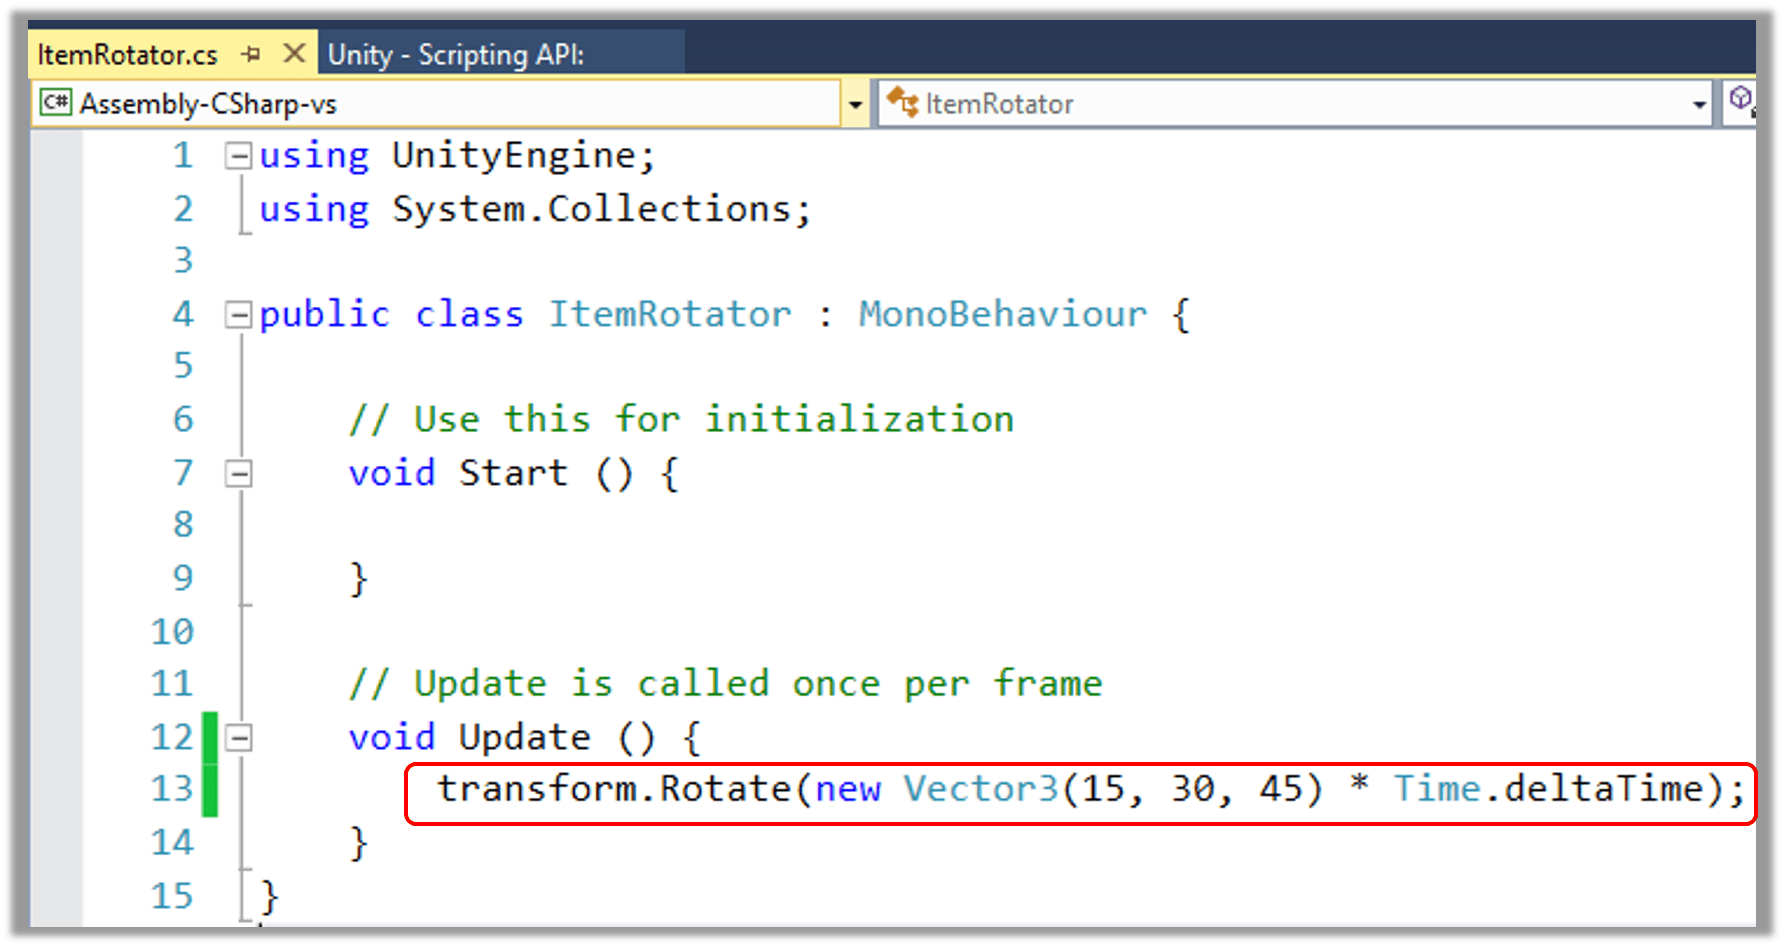 ItemRotator.cs Unity - Scripting API:
C# Assembly-CSharp-vs ItemRotator
1 using UnityEngine;
2 using System.Collections;
3
4 public class ItemRotator : MonoBehaviour {
5
6 // Use this for initialization
7 void Start () {
8
9 }
10
11 // Update is called once per frame
12 void Update () {
13 transform.Rotate(new Vector3(15, 30, 45) * Time.deltaTime);
14 }
15 }